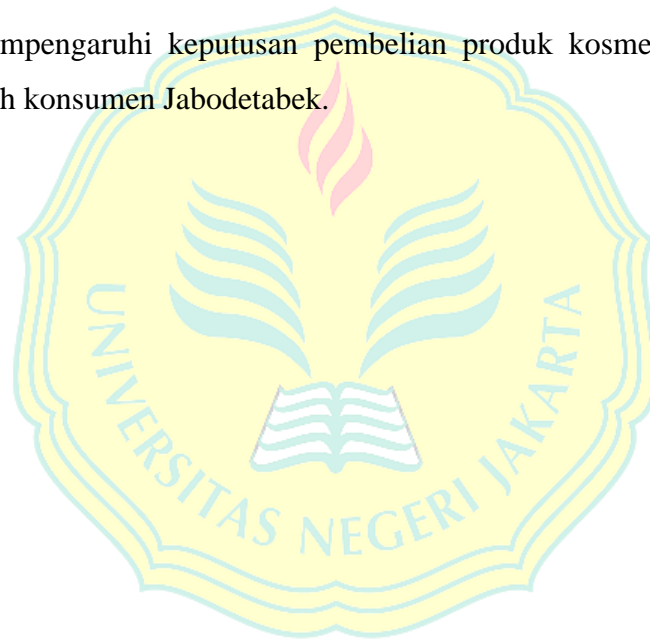 mpengaruhi keputusan pembelian produk kosme
h konsumen Jabodetabek.
UNIVERSITAS NEGERI JAKARTA